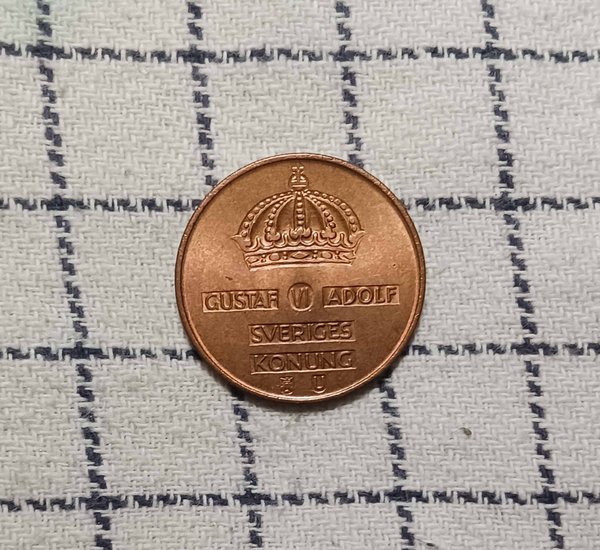 GUSTAF VI ADOLF
SVERIGES
KONUNG
U